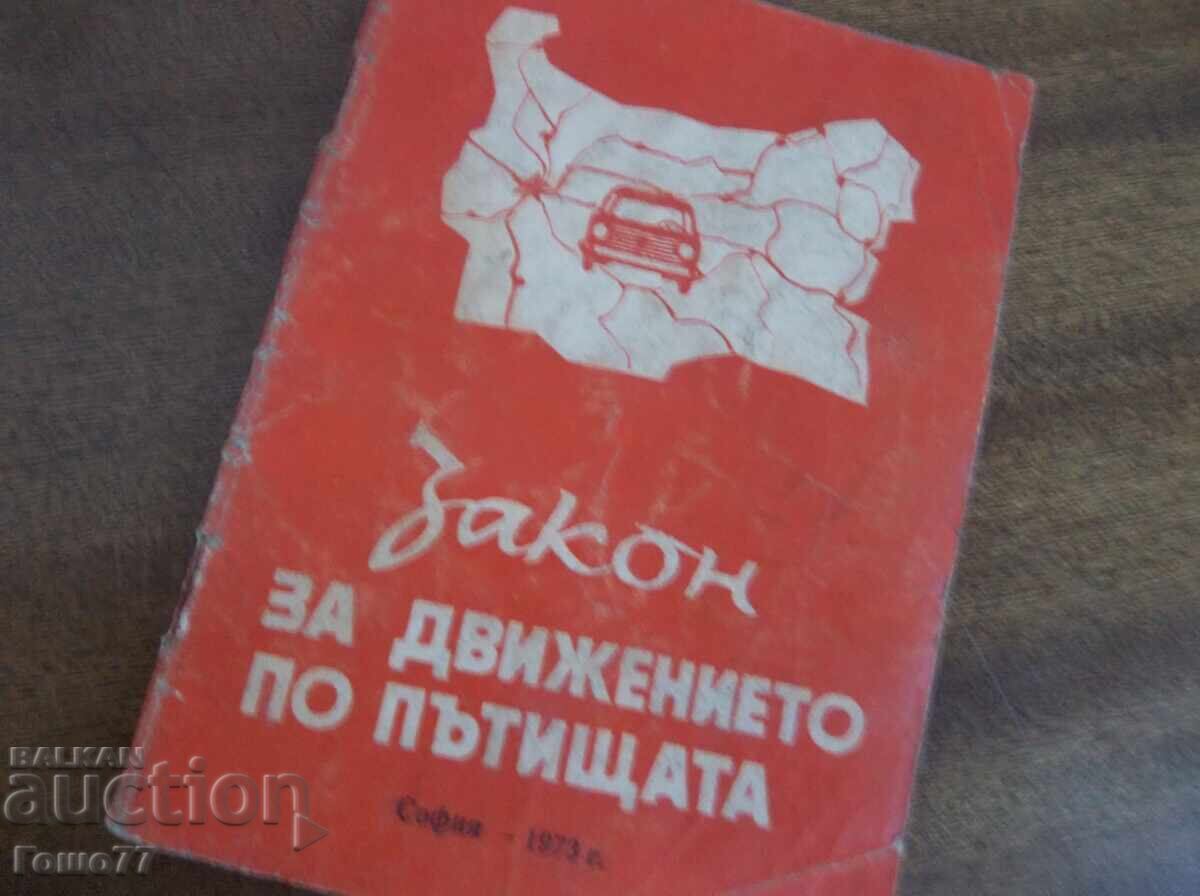 Закон
ЗА ДВИЖЕНИЕТО
ПО ПЪТИЩАТА
София - 1973 г.
BALKAN
auction
Гошо77